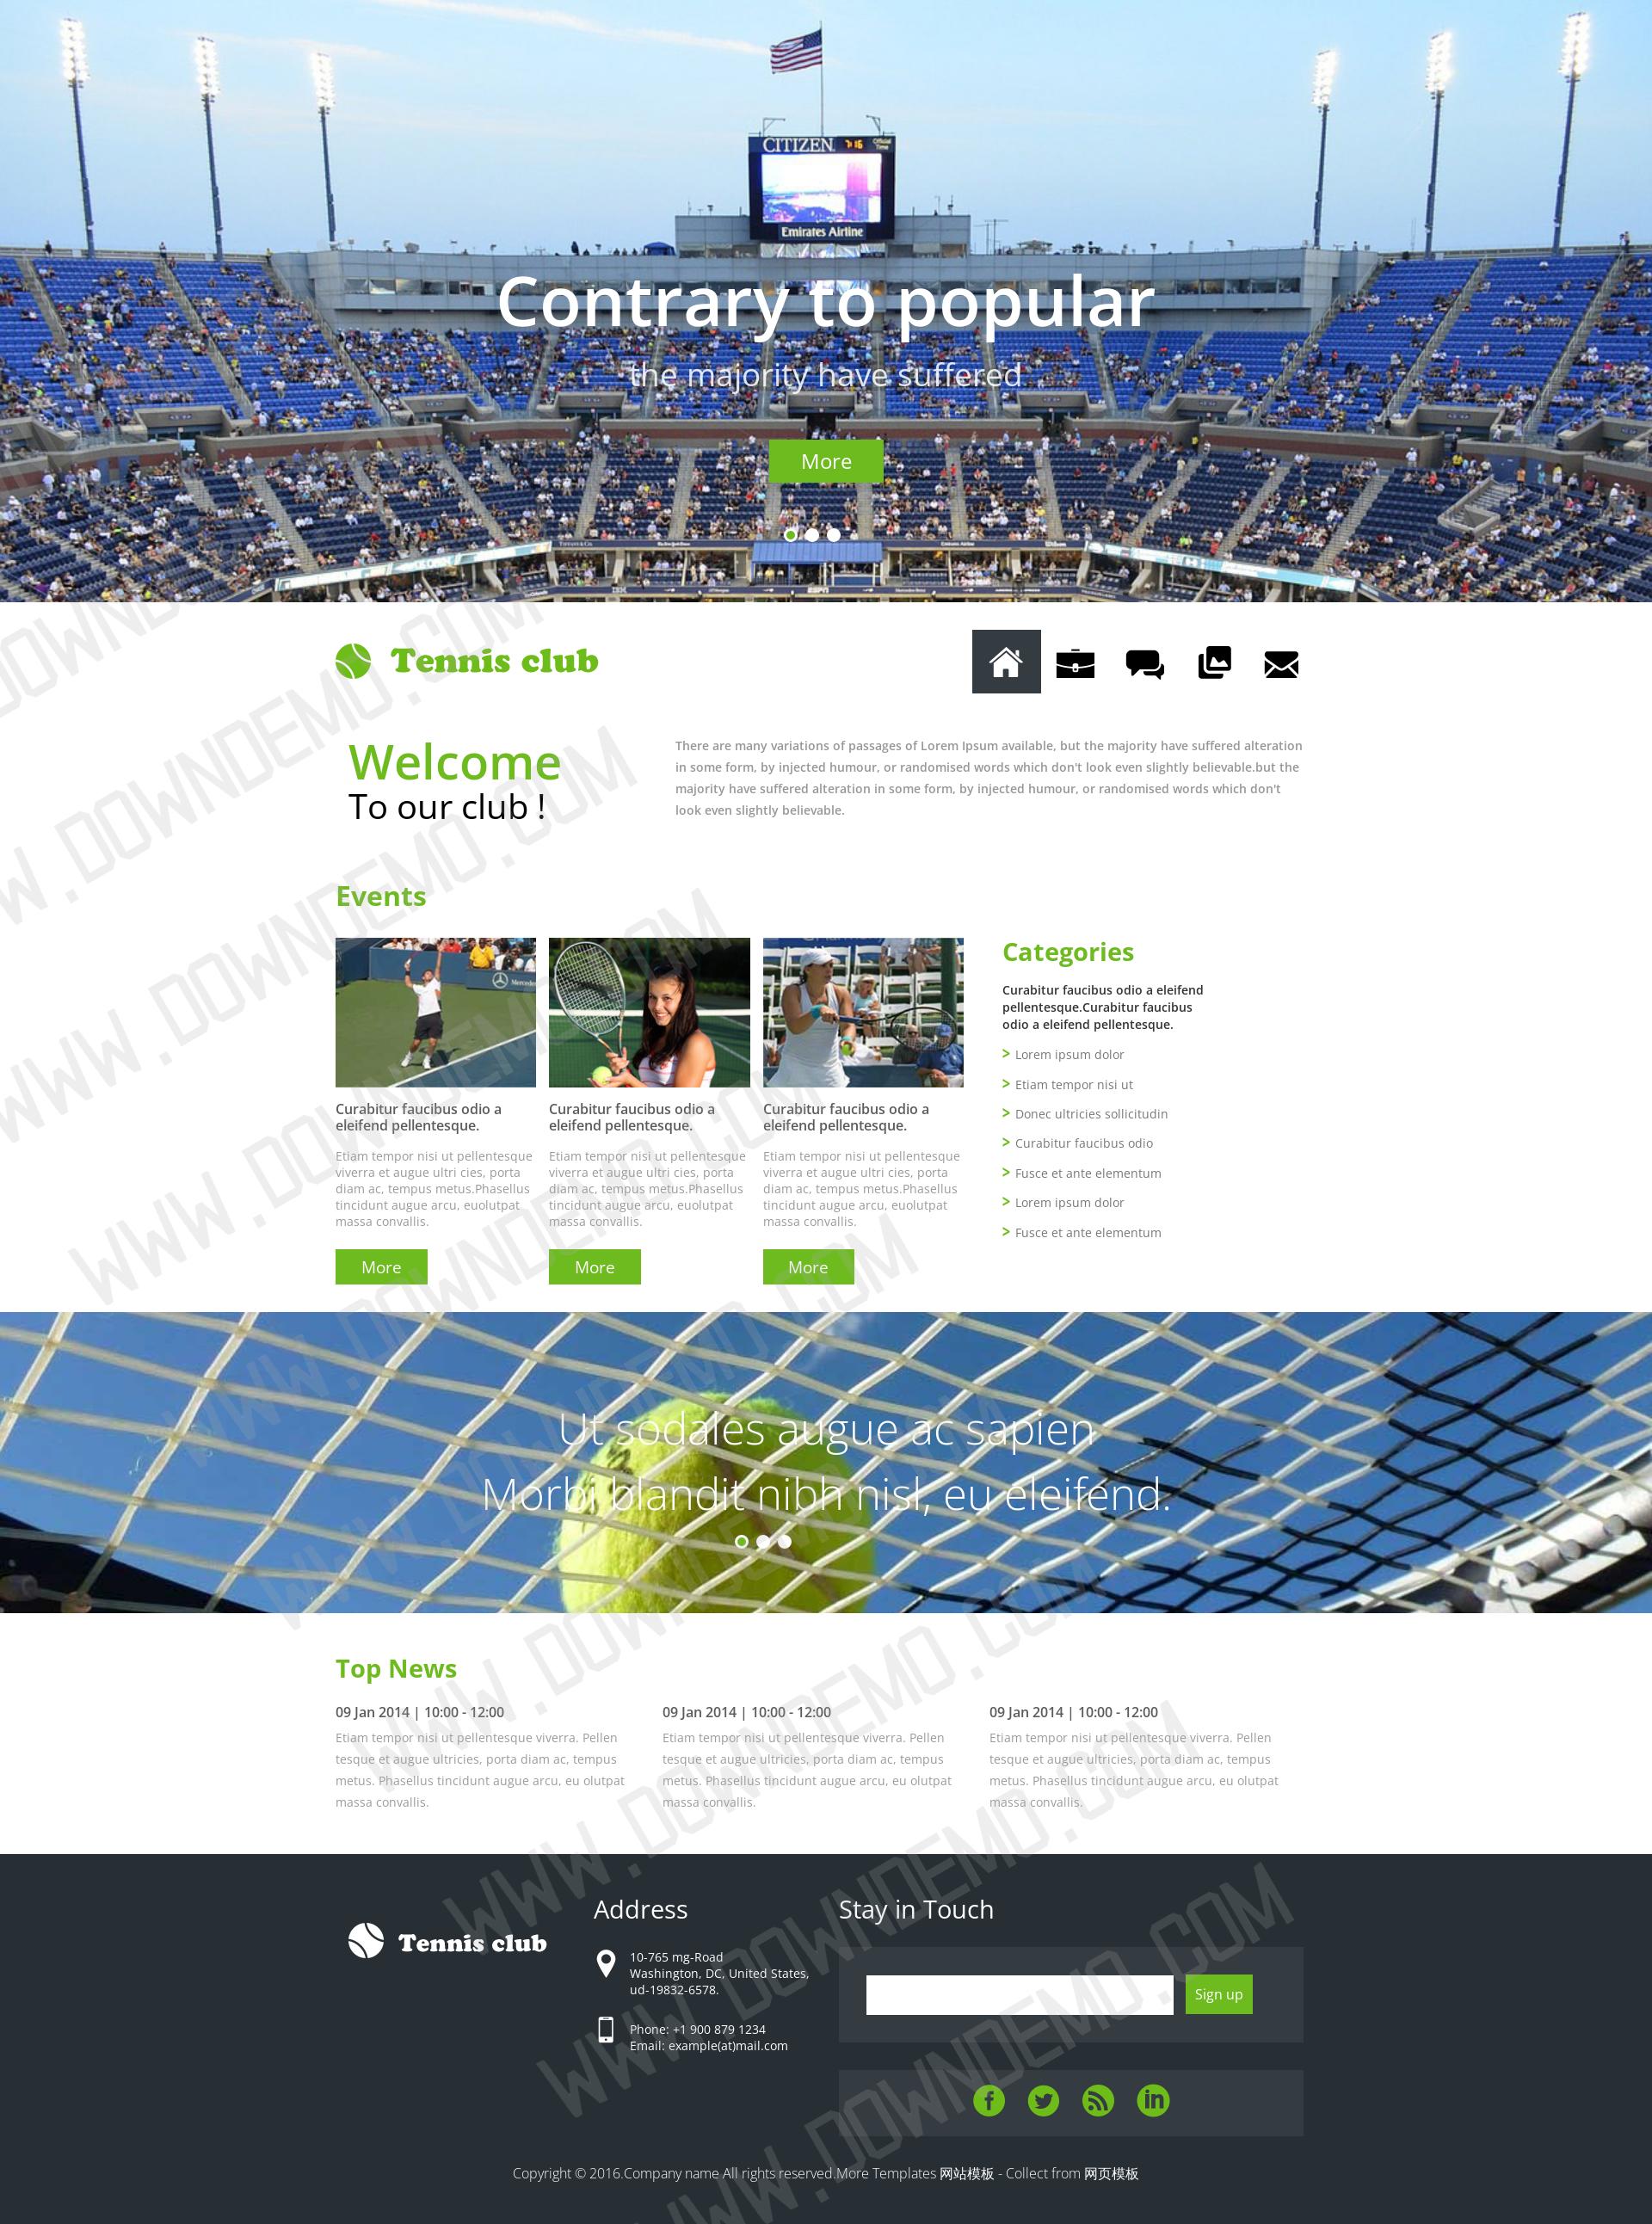 CITIZEN 7:16 Official Time
Emirates Airline
Contrary to popular
the majority have suffered
More
IBM
ESPN
Tennis club
Welcome
To our club !
There are many variations of passages of Lorem Ipsum available, but the majority have suffered alteration
in some form, by injected humour, or randomised words which don't look even slightly believable.but the
majority have suffered alteration in some form, by injected humour, or randomised words which don't
look even slightly believable.
Events
Mercedes
Curabitur faucibus odio a
eleifend pellentesque.
Etiam tempor nisi ut pellentesque
viverra et augue ultri cies, porta
diam ac, tempus metus.Phasellus
tincidunt augue arcu, euolutpat
massa convallis.
More
Curabitur faucibus odio a
eleifend pellentesque.
Etiam tempor nisi ut pellentesque
viverra et augue ultri cies, porta
diam ac, tempus metus.Phasellus
tincidunt augue arcu, euolutpat
massa convallis.
More
Curabitur faucibus odio a
eleifend pellentesque.
Etiam tempor nisi ut pellentesque
viverra et augue ultri cies, porta
diam ac, tempus metus.Phasellus
tincidunt augue arcu, euolutpat
massa convallis.
More
Categories
Curabitur faucibus odio a eleifend
pellentesque.Curabitur faucibus
odio a eleifend pellentesque.
> Lorem ipsum dolor
> Etiam tempor nisi ut
> Donec ultricies sollicitudin
> Curabitur faucibus odio
> Fusce et ante elementum
> Lorem ipsum dolor
> Fusce et ante elementum
Ut sodales augue ac sapien
Morbi blandit nibh nisl, eu eleifend.
Top News
09 Jan 2014 | 10:00 - 12:00
Etiam tempor nisi ut pellentesque viverra. Pellen
tesque et augue ultricies, porta diam ac, tempus
metus. Phasellus tincidunt augue arcu, eu olutpat
massa convallis.
09 Jan 2014 | 10:00 - 12:00
Etiam tempor nisi ut pellentesque viverra. Pellen
tesque et augue ultricies, porta diam ac, tempus
metus. Phasellus tincidunt augue arcu, eu olutpat
massa convallis.
09 Jan 2014 | 10:00 - 12:00
Etiam tempor nisi ut pellentesque viverra. Pellen
tesque et augue ultricies, porta diam ac, tempus
metus. Phasellus tincidunt augue arcu, eu olutpat
massa convallis.
Tennis club
Address
10-765 mg-Road
Washington, DC, United States,
ud-19832-6578.
Phone: +1 900 879 1234
Email: example(at)mail.com
Stay in Touch
Sign up
Copyright © 2016.Company name All rights reserved.More Templates 网站模板 - Collect from 网页模板
WWW.DOWNDEMO.COM